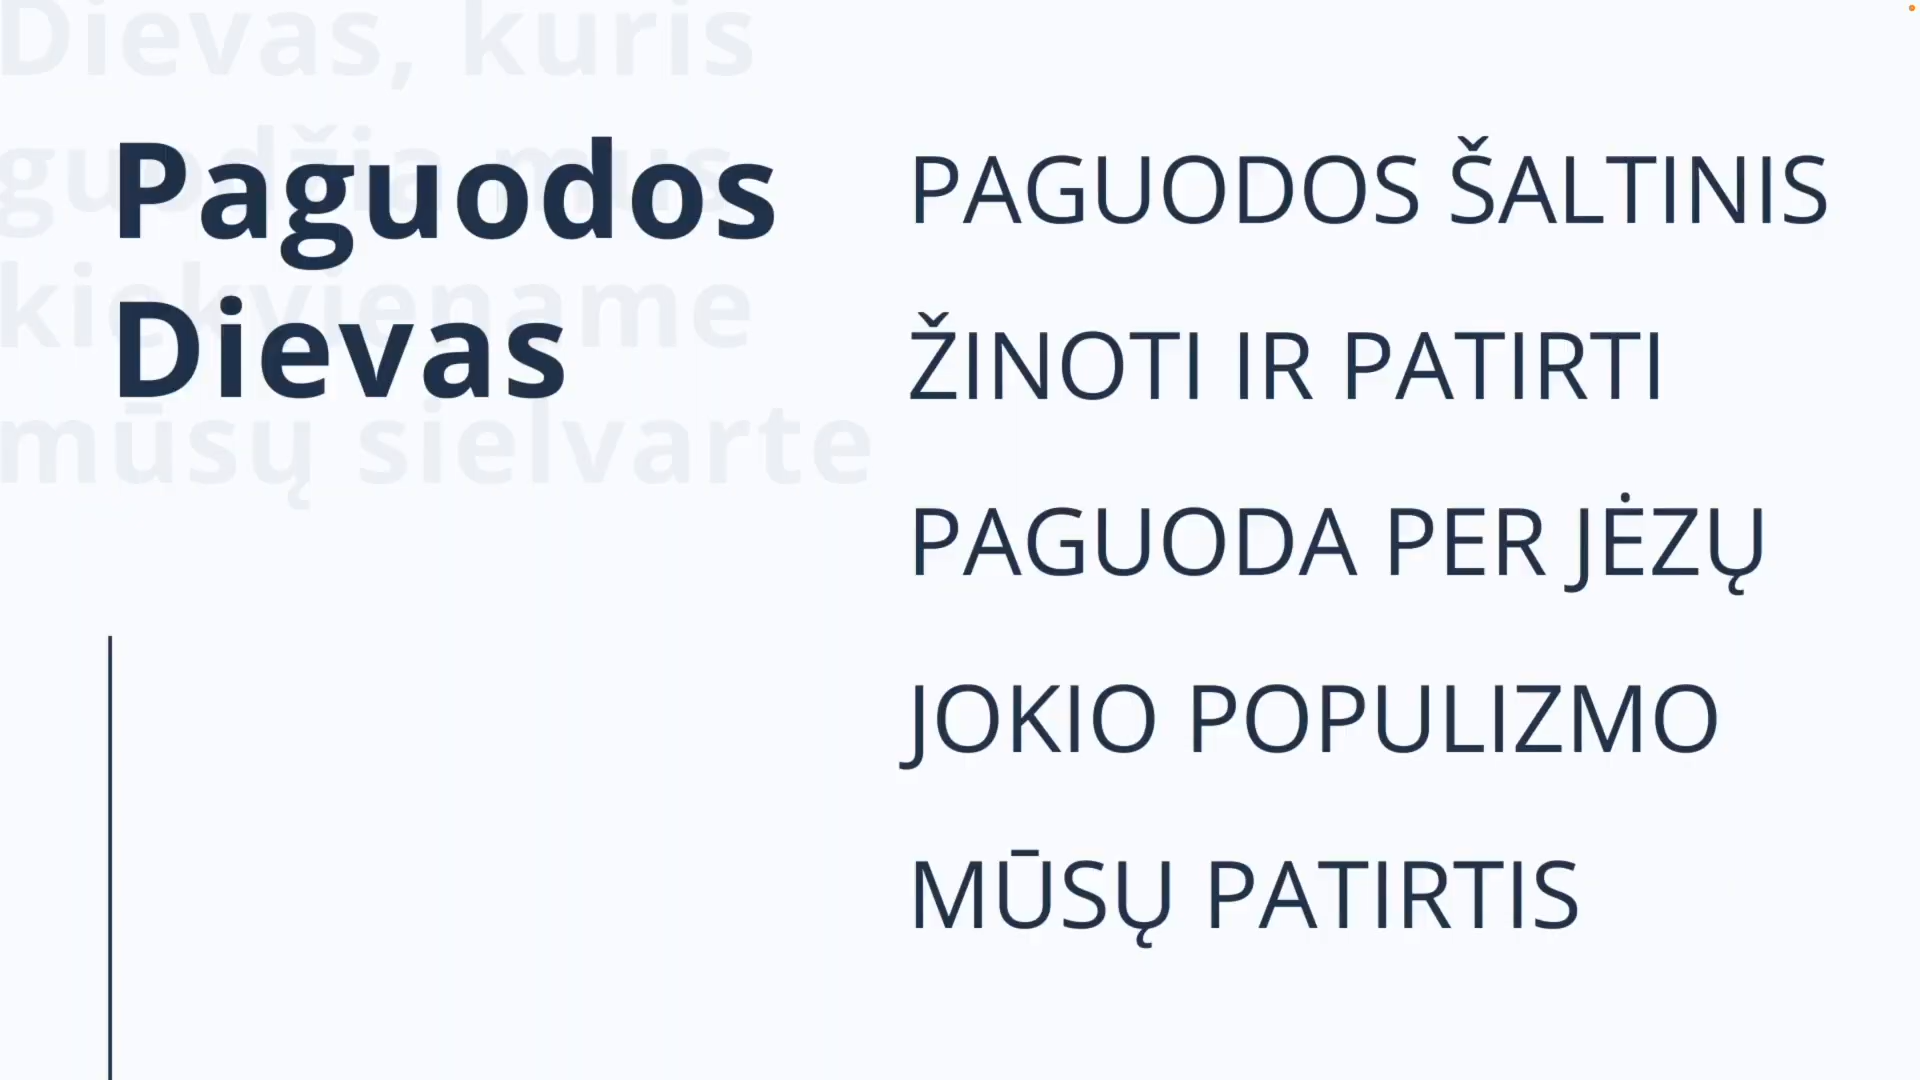 Dievas, kuris
guodžia mus
kiekviename
mūsų sielvarte
Paguodos
Dievas
PAGUODOS ŠALTINIS
ŽINOTI IR PATIRTI
PAGUODA PER JĖZŲ
JOKIO POPULIZMO
MŪSŲ PATIRTIS